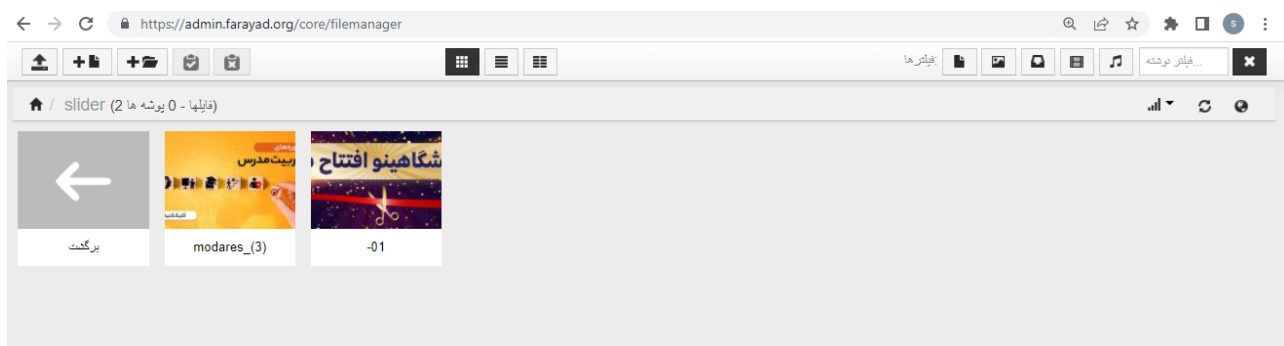 https://admin.farayad.org/core/filemanager
S
فیلترها:
فیلتر نوشته...
slider (2 فایلها - 0 پوشه ها)
تربیت‌مدرس
شگاهینو افتتاح
برگشت
modares_(3)
-01